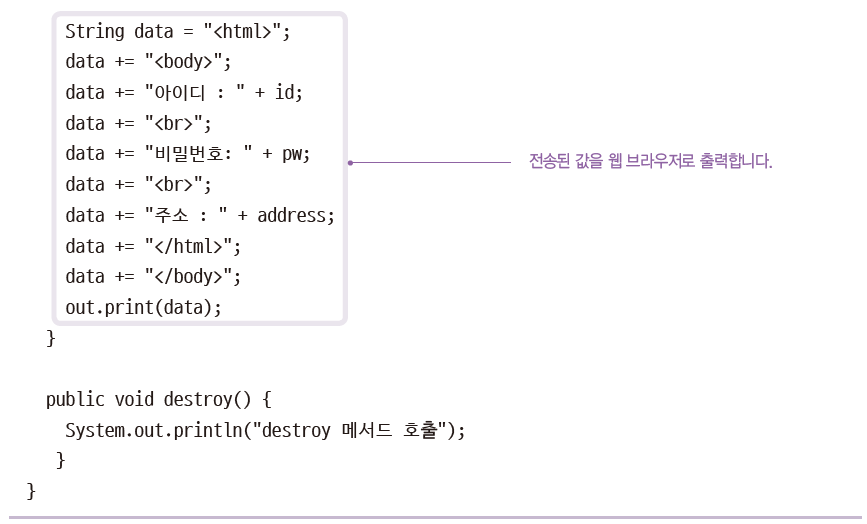 String data = "<html>";
data += "<body>";
data += "아이디 : " + id;
data += "<br>";
data += "비밀번호: " + pw;
전송된 값을 웹 브라우저로 출력합니다.
data += "<br>";
data += "주소 : " + address;
data += "</html>";
data += "</body>";
out.print(data);
}
public void destroy() {
System.out.println("destroy 메서드 호출");
}
}